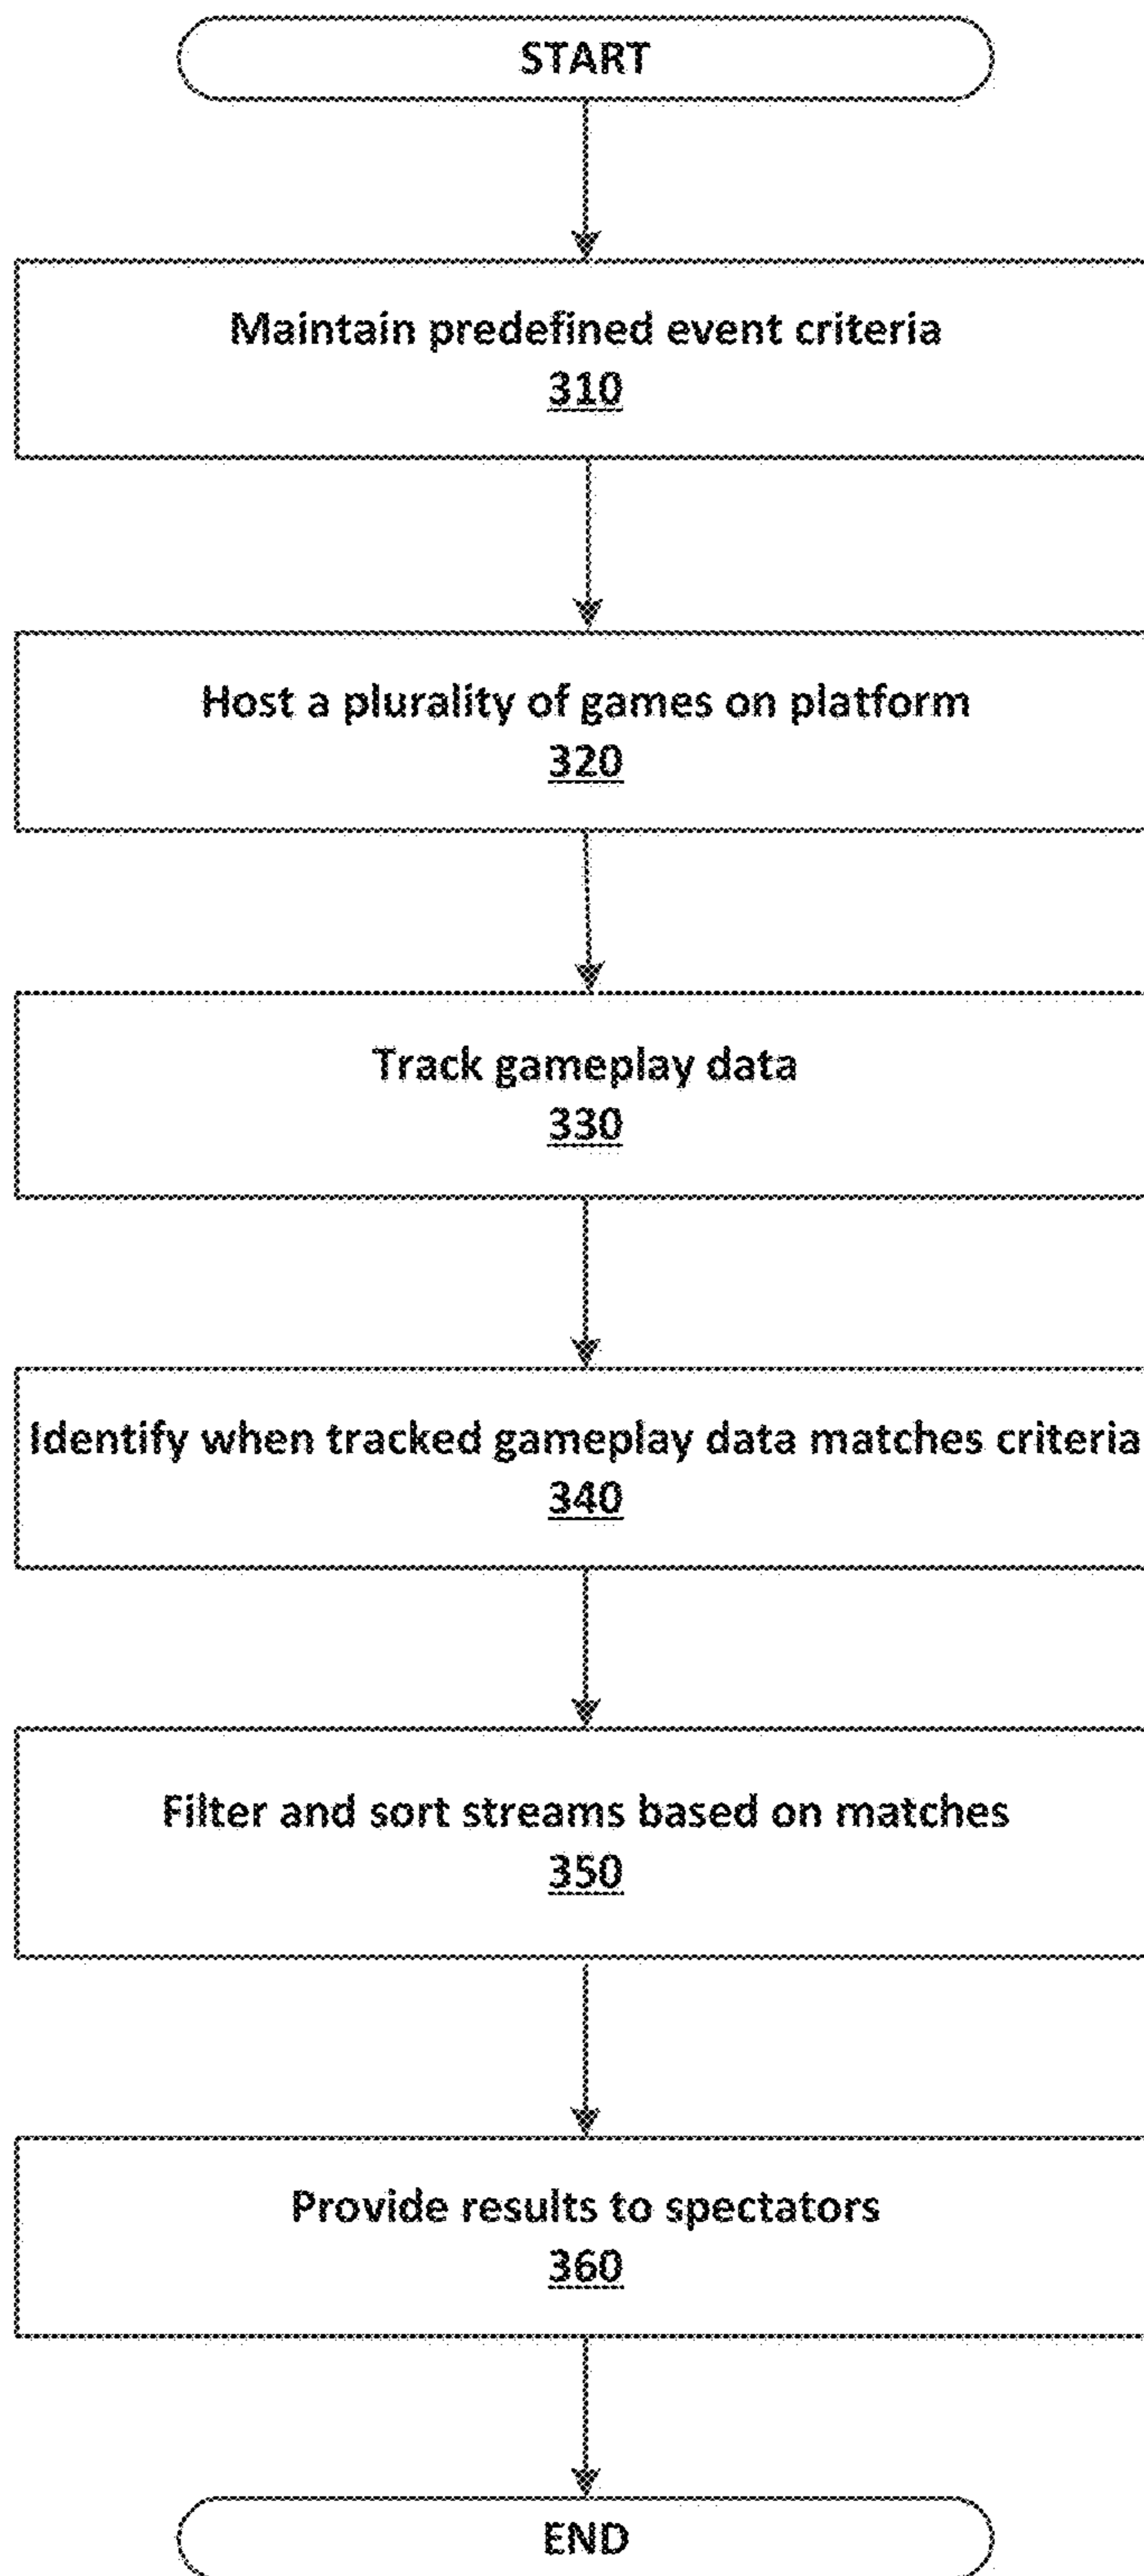 START
Maintain predefined event criteria
310
Host a plurality of games on platform
320
Track gameplay data
330
Identify when tracked gameplay data matches criteria
340
Filter and sort streams based on matches
350
Provide results to spectators
360
END